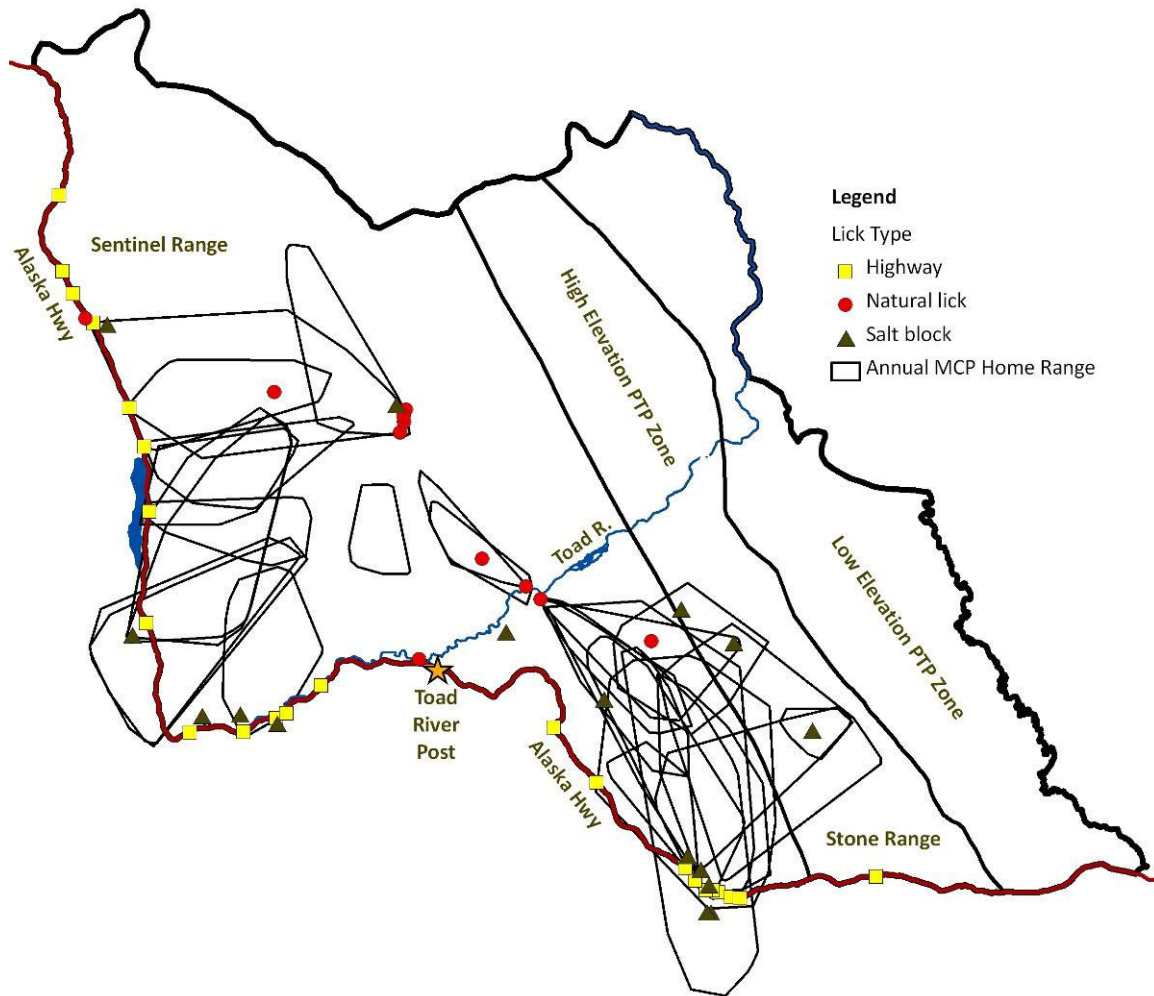 Sentinel Range
Alaska Hwy
High Elevation PTP Zone
Legend
Lick Type
Highway
Natural lick
Salt block
Annual MCP Home Range
Toad R.
Low Elevation PTP Zone
Toad
River
Post
Alaska Hwy
Stone Range